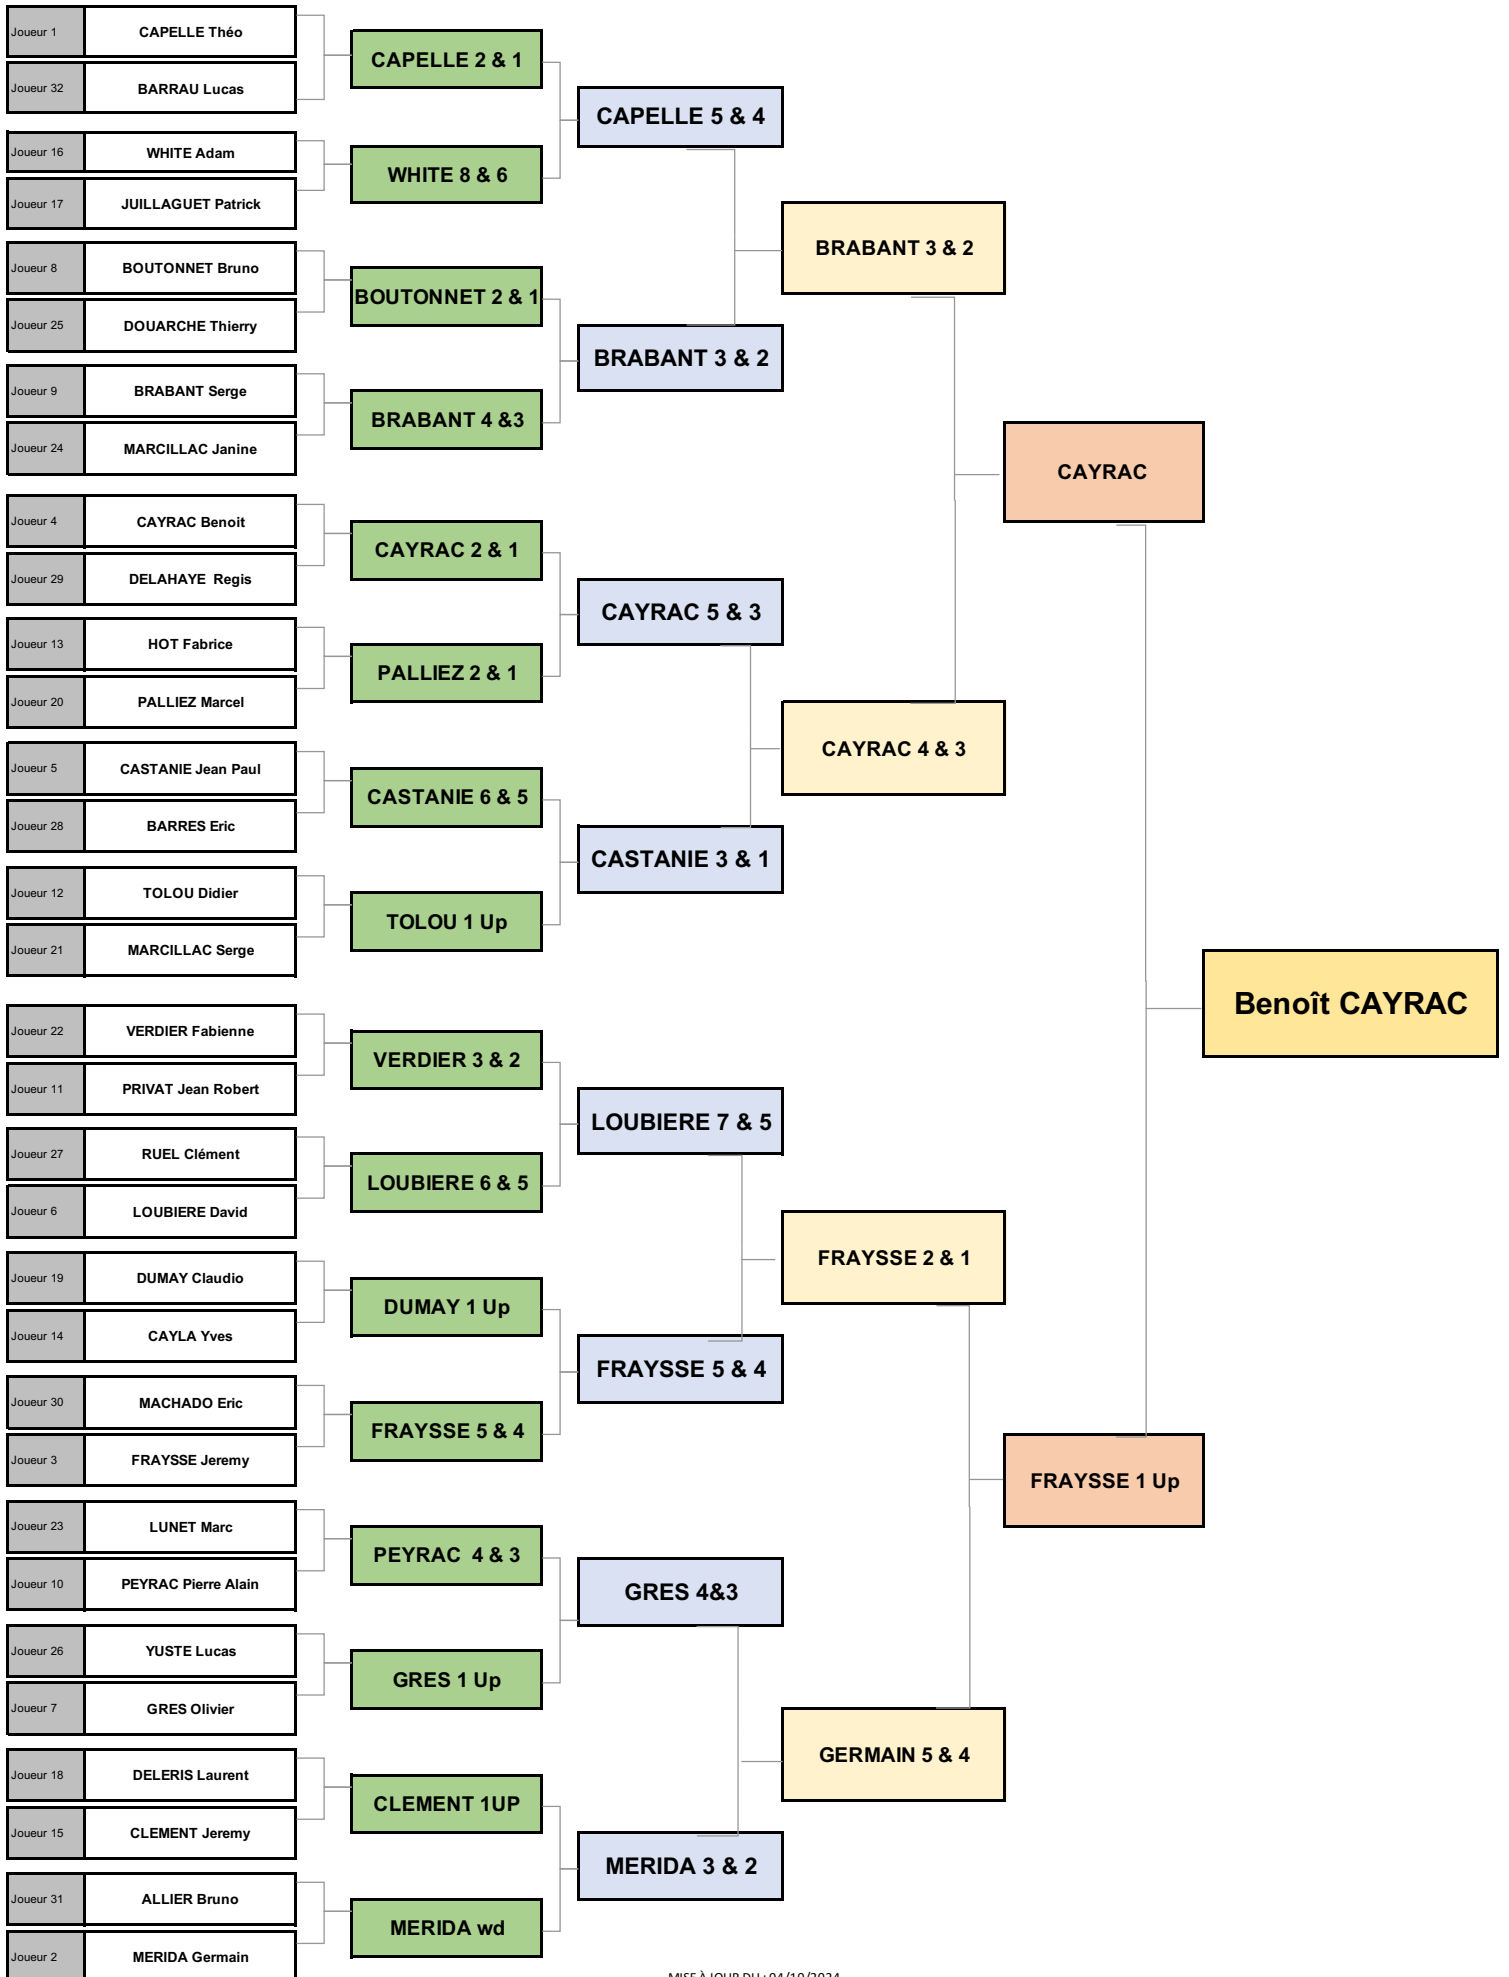 Joueur 1 CAPELLE Théo
Joueur 32 BARRAU Lucas
Joueur 16 WHITE Adam
Joueur 17 JUILLAGUET Patrick
Joueur 8 BOUTONNET Bruno
Joueur 25 DOUARCHE Thierry
Joueur 9 BRABANT Serge
Joueur 24 MARCILLAC Janine
Joueur 4 CAYRAC Benoit
Joueur 29 DELAHAYE  Regis
Joueur 13 HOT Fabrice
Joueur 20 PALLIEZ Marcel
Joueur 5 CASTANIE Jean Paul
Joueur 28 BARRES Eric
Joueur 12 TOLOU Didier
Joueur 21 MARCILLAC Serge
Joueur 22 VERDIER Fabienne
Joueur 11 PRIVAT Jean Robert
Joueur 27 RUEL Clément
Joueur 6 LOUBIERE David
Joueur 19 DUMAY Claudio
Joueur 14 CAYLA Yves
Joueur 30 MACHADO Eric
Joueur 3 FRAYSSE Jeremy
Joueur 23 LUNET Marc
Joueur 10 PEYRAC Pierre Alain
Joueur 26 YUSTE Lucas
Joueur 7 GRES Olivier
Joueur 18 DELERIS Laurent
Joueur 15 CLEMENT Jeremy
Joueur 31 ALLIER Bruno
Joueur 2 MERIDA Germain
CAPELLE 2 & 1
WHITE 8 & 6
BOUTONNET 2 & 1
BRABANT 4 &3
CAYRAC 2 & 1
PALLIEZ 2 & 1
CASTANIE 6 & 5
TOLOU 1 Up
VERDIER 3 & 2
LOUBIERE 6 & 5
DUMAY 1 Up
FRAYSSE 5 & 4
PEYRAC  4 & 3
GRES 1 Up
CLEMENT 1UP
MERIDA wd
CAPELLE 5 & 4
BRABANT 3 & 2
CAYRAC 5 & 3
CASTANIE 3 & 1
LOUBIERE 7 & 5
FRAYSSE 5 & 4
GRES 4&3
MERIDA 3 & 2
BRABANT 3 & 2
CAYRAC 4 & 3
FRAYSSE 2 & 1
GERMAIN 5 & 4
CAYRAC
FRAYSSE 1 Up
Benoît CAYRAC
MISE À JOUR DU : 04/10/2024